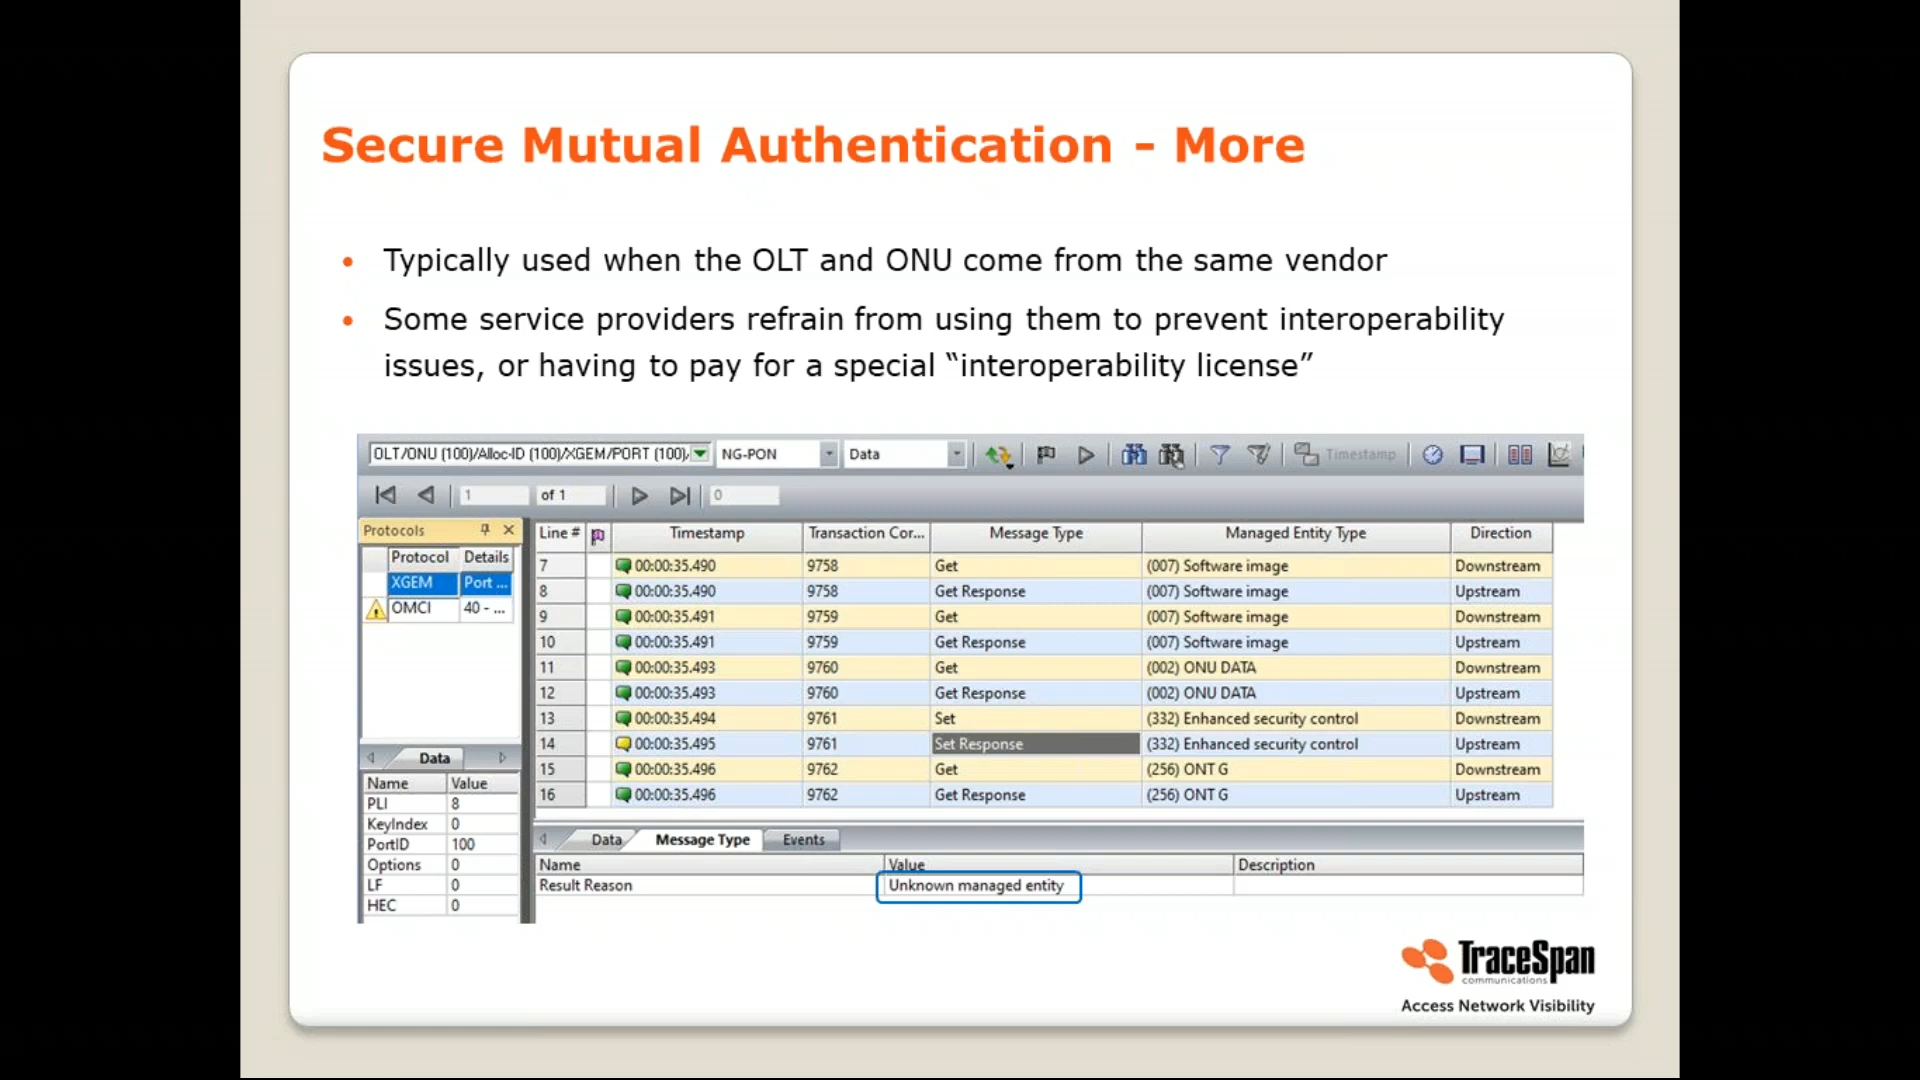 Secure Mutual Authentication - More
• Typically used when the OLT and ONU come from the same vendor
• Some service providers refrain from using them to prevent interoperability
issues, or having to pay for a special “interoperability license”
OLT/ONU (100)/Alloc-ID (100)/XGEM/PORT (100), NG-PON Data Timestamp
1 of 1 0
Protocols
Protocol Details
XGEM Port ...
OMCI 40 - ...
Data
Name Value
PLI 8
KeyIndex 0
PortID 100
Options 0
LF 0
HEC 0
Line # Timestamp Transaction Cor... Message Type Managed Entity Type Direction
7 00:00:35.490 9758 Get (007) Software image Downstream
8 00:00:35.490 9758 Get Response (007) Software image Upstream
9 00:00:35.491 9759 Get (007) Software image Downstream
10 00:00:35.491 9759 Get Response (007) Software image Upstream
11 00:00:35.493 9760 Get (002) ONU DATA Downstream
12 00:00:35.493 9760 Get Response (002) ONU DATA Upstream
13 00:00:35.494 9761 Set (332) Enhanced security control Downstream
14 00:00:35.495 9761 Set Response (332) Enhanced security control Upstream
15 00:00:35.496 9762 Get (256) ONT G Downstream
16 00:00:35.496 9762 Get Response (256) ONT G Upstream
Data Message Type Events
Name Value Description
Result Reason Unknown managed entity
TraceSpan
communications
Access Network Visibility